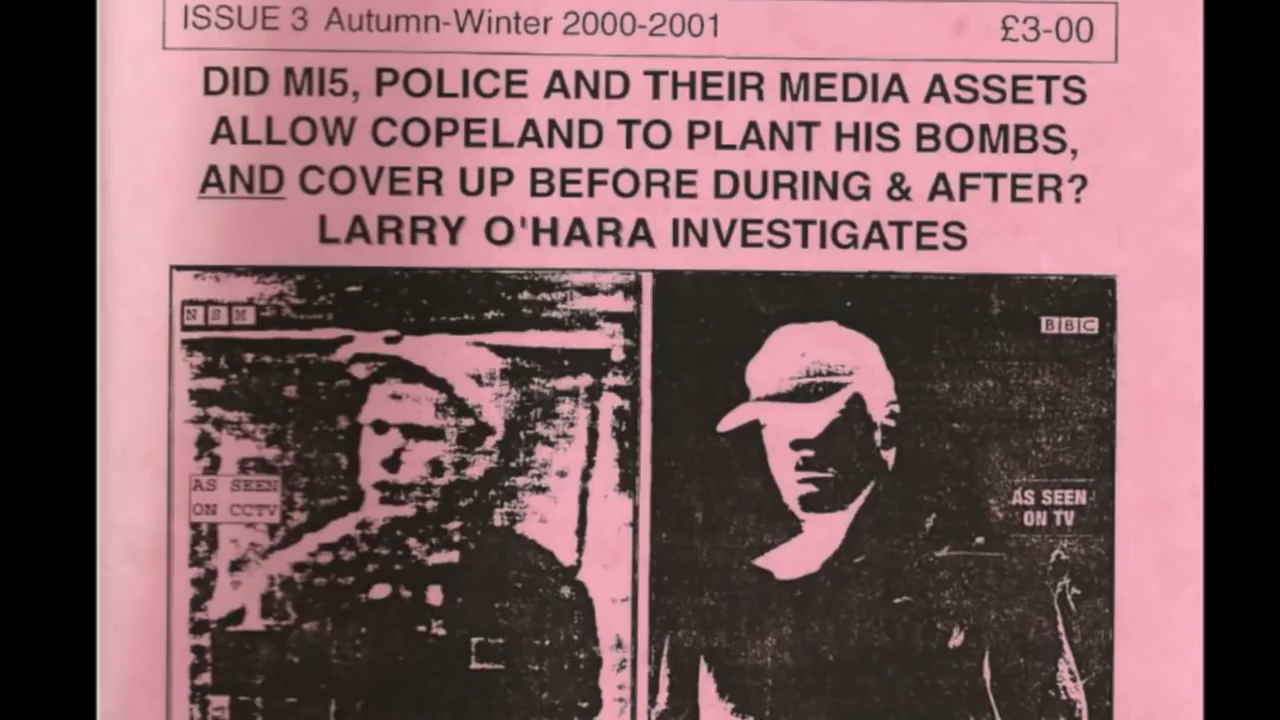 ISSUE 3 Autumn-Winter 2000-2001 £3-00
DID MI5, POLICE AND THEIR MEDIA ASSETS
ALLOW COPELAND TO PLANT HIS BOMBS,
AND COVER UP BEFORE DURING & AFTER?
LARRY O'HARA INVESTIGATES
NSM
BBC
AS SEEN
ON CCTV
AS SEEN
ON TV